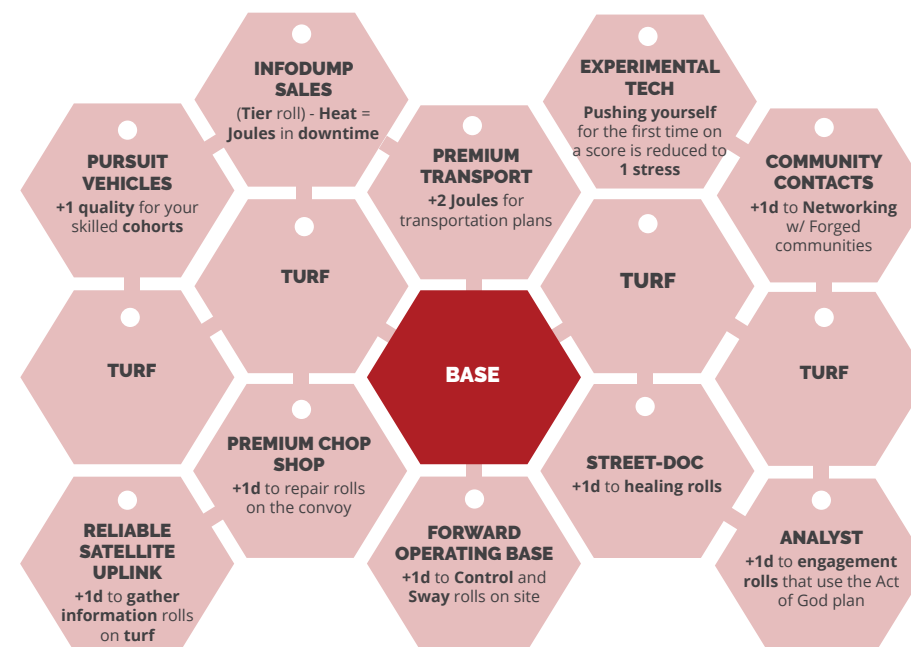 INFODUMP
SALES
(Tier roll) - Heat =
Joules in downtime
EXPERIMENTAL
TECH
Pushing yourself
for the first time on
a score is reduced to
1 stress
PURSUIT
VEHICLES
+1 quality for your
skilled cohorts
PREMIUM
TRANSPORT
+2 Joules for
transportation plans
COMMUNITY
CONTACTS
+1d to Networking
w/ Forged
communities
TURF
TURF
TURF
BASE
TURF
PREMIUM CHOP
SHOP
+1d to repair rolls
on the convoy
STREET-DOC
+1d to healing rolls
RELIABLE
SATELLITE
UPLINK
+1d to gather
information rolls
on turf
FORWARD
OPERATING BASE
+1d to Control and
Sway rolls on site
ANALYST
+1d to engagement
rolls that use the Act
of God plan